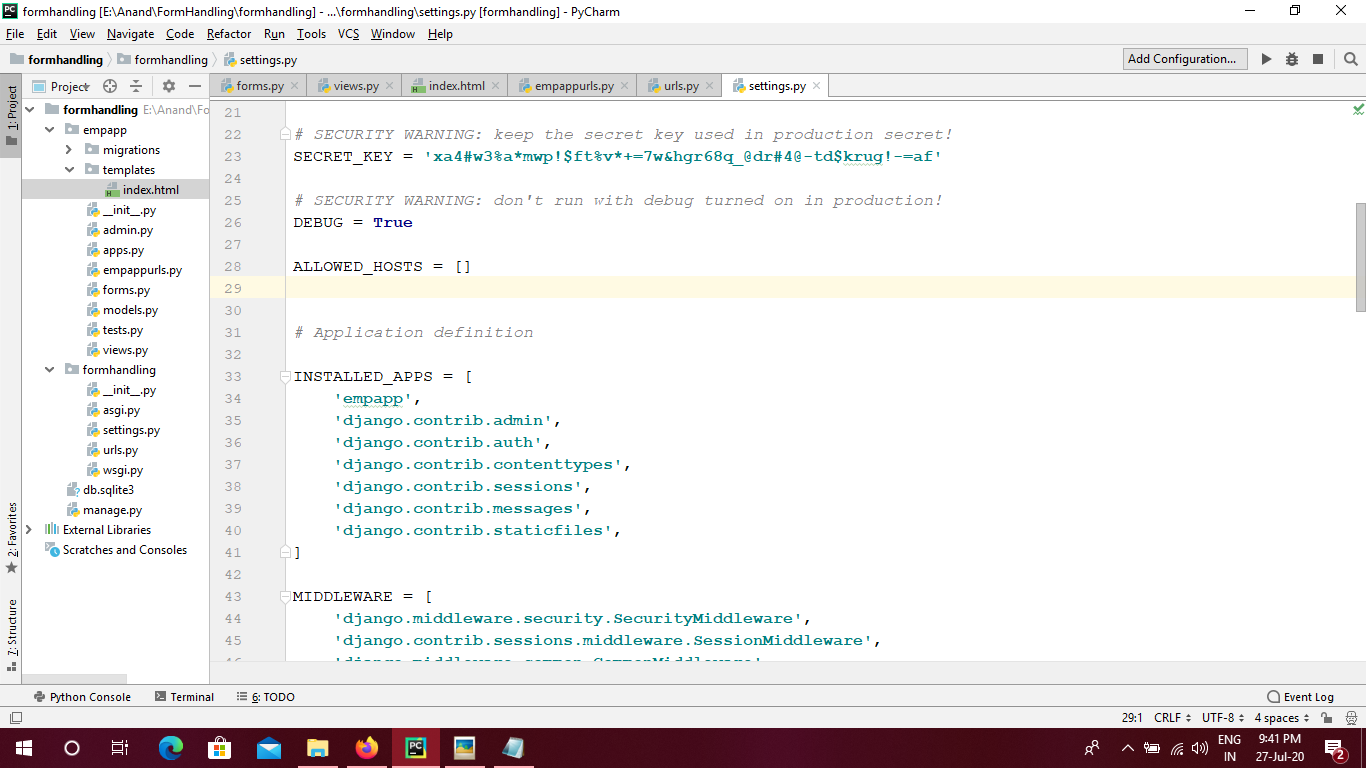 formhandling [E:\Anand\FormHandling\formhandling] - ...\formhandling\settings.py [formhandling] - PyCharm
File Edit View Navigate Code Refactor Run Tools VCS Window Help
formhandling formhandling settings.py Add Configuration...
1: Project
Project
forms.py views.py index.html empappurls.py urls.py settings.py
formhandling E:\Anand\Fo
empapp
migrations
templates
index.html
__init__.py
admin.py
apps.py
empappurls.py
forms.py
models.py
tests.py
views.py
formhandling
__init__.py
asgi.py
settings.py
urls.py
wsgi.py
db.sqlite3
manage.py
External Libraries
Scratches and Consoles
2: Favorites
7: Structure
21
22 # SECURITY WARNING: keep the secret key used in production secret!
23 SECRET_KEY = 'xa4#w3%a*mwp!$ft%v*+=7w&hgr68q_@dr#4@-td$krug!-=af'
24
25 # SECURITY WARNING: don't run with debug turned on in production!
26 DEBUG = True
27
28 ALLOWED_HOSTS = []
29
30
31 # Application definition
32
33 INSTALLED_APPS = [
34 'empapp',
35 'django.contrib.admin',
36 'django.contrib.auth',
37 'django.contrib.contenttypes',
38 'django.contrib.sessions',
39 'django.contrib.messages',
40 'django.contrib.staticfiles',
41 ]
42
43 MIDDLEWARE = [
44 'django.middleware.security.SecurityMiddleware',
45 'django.contrib.sessions.middleware.SessionMiddleware',
Python Console Terminal 6: TODO Event Log
29:1 CRLF UTF-8 4 spaces
ENG 9:41 PM
IN 27-Jul-20
2